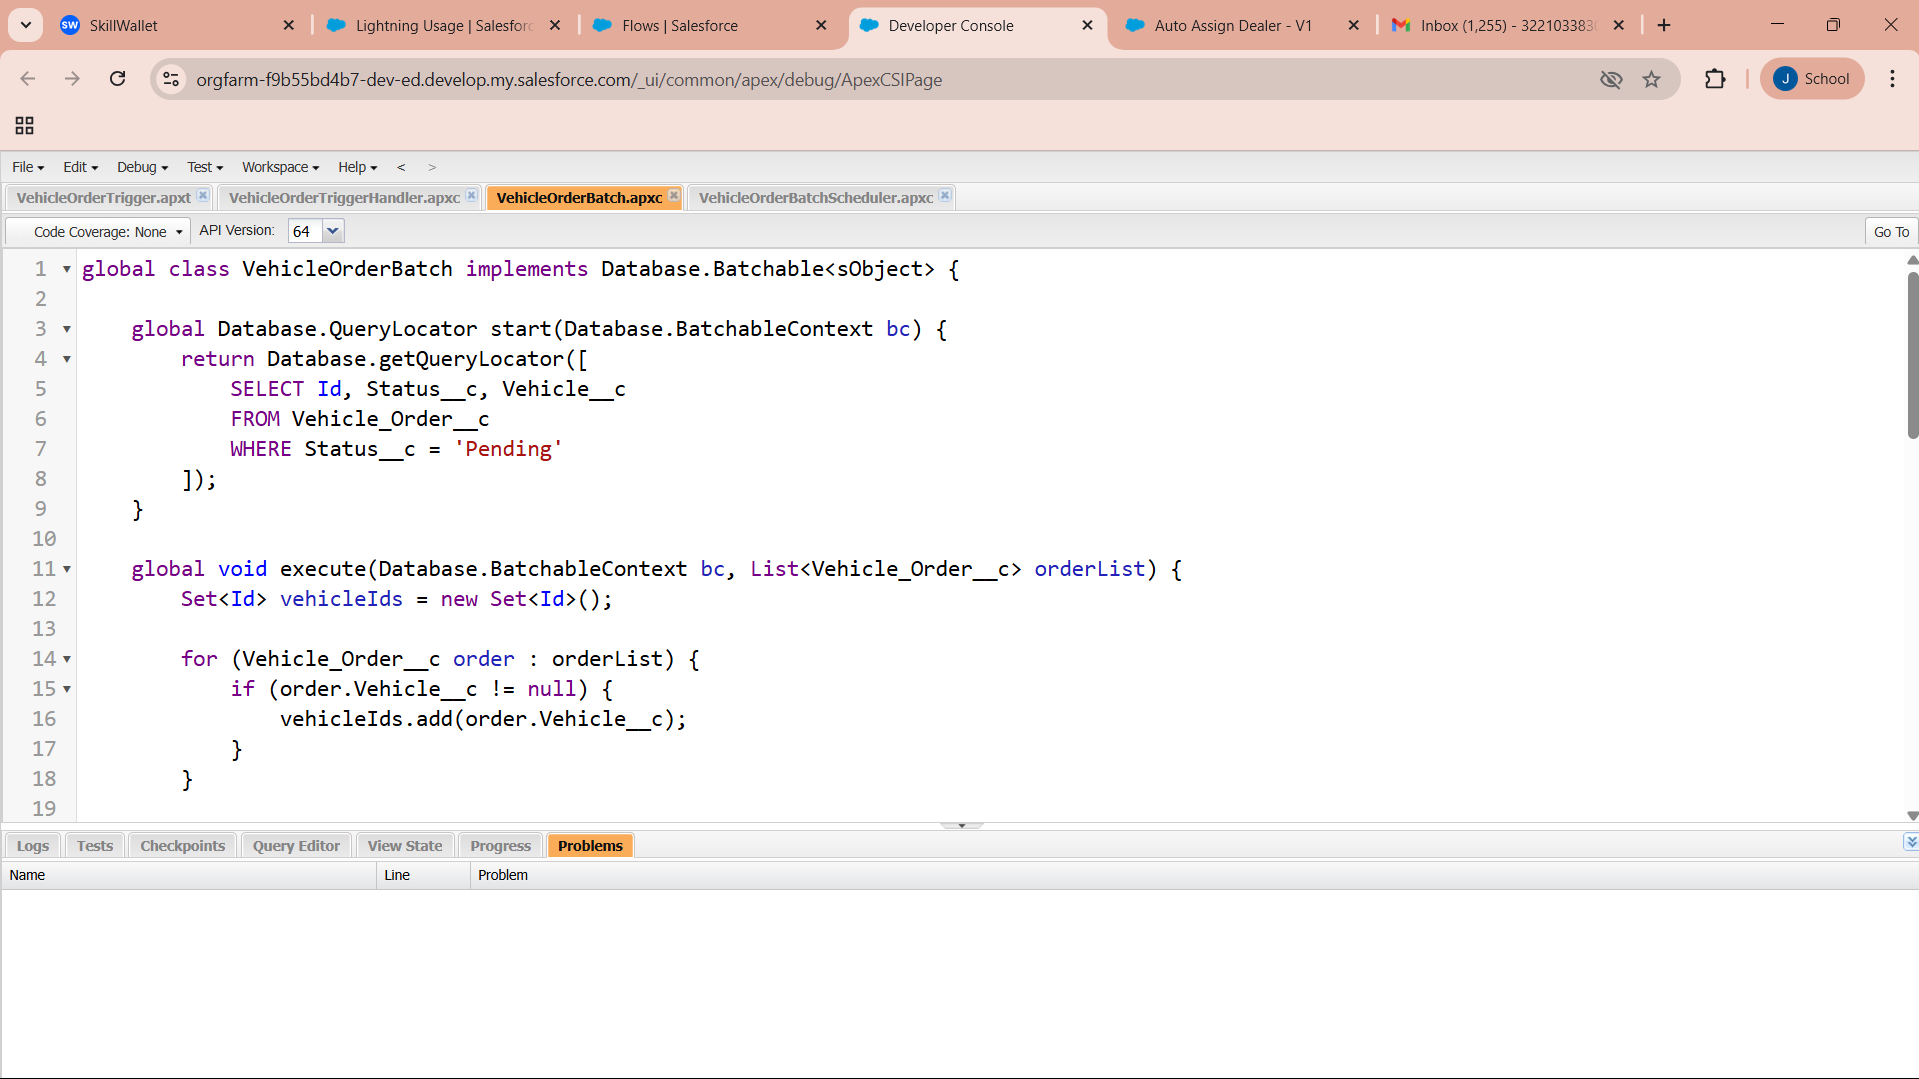 SkillWallet
Lightning Usage | Salesforc
Flows | Salesforce
Developer Console
Auto Assign Dealer - V1
Inbox (1,255) - 322103383
orgfarm-f9b55bd4b7-dev-ed.develop.my.salesforce.com/_ui/common/apex/debug/ApexCSIPage
J School
File Edit Debug Test Workspace Help < >
VehicleOrderTrigger.apxt
VehicleOrderTriggerHandler.apxc
VehicleOrderBatch.apxc
VehicleOrderBatchScheduler.apxc
Code Coverage: None API Version: 64 Go To
1 global class VehicleOrderBatch implements Database.Batchable<sObject> {
2
3 global Database.QueryLocator start(Database.BatchableContext bc) {
4 return Database.getQueryLocator([
5 SELECT Id, Status__c, Vehicle__c
6 FROM Vehicle_Order__c
7 WHERE Status__c = 'Pending'
8 ]);
9 }
10
11 global void execute(Database.BatchableContext bc, List<Vehicle_Order__c> orderList) {
12 Set<Id> vehicleIds = new Set<Id>();
13
14 for (Vehicle_Order__c order : orderList) {
15 if (order.Vehicle__c != null) {
16 vehicleIds.add(order.Vehicle__c);
17 }
18 }
19
Logs Tests Checkpoints Query Editor View State Progress Problems
Name Line Problem